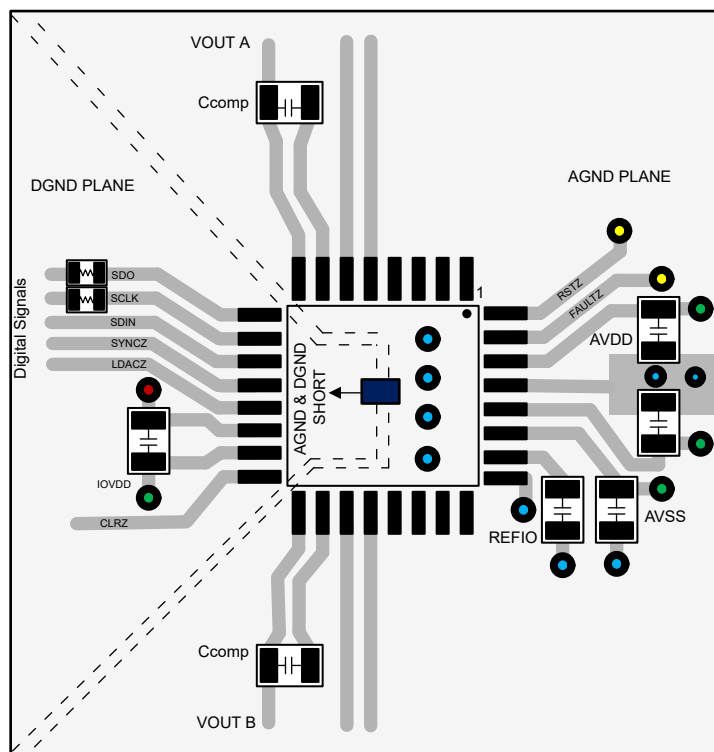 VOUT A
Ccomp
DGND PLANE
AGND PLANE
Digital Signals
SDO
SCLK
SDIN
SYNCZ
LDACZ
IOVDD
CLRZ
1
RSTZ
FAULTZ
AVDD
AGND & DGND
SHORT
REFIO
AVSS
Ccomp
VOUT B